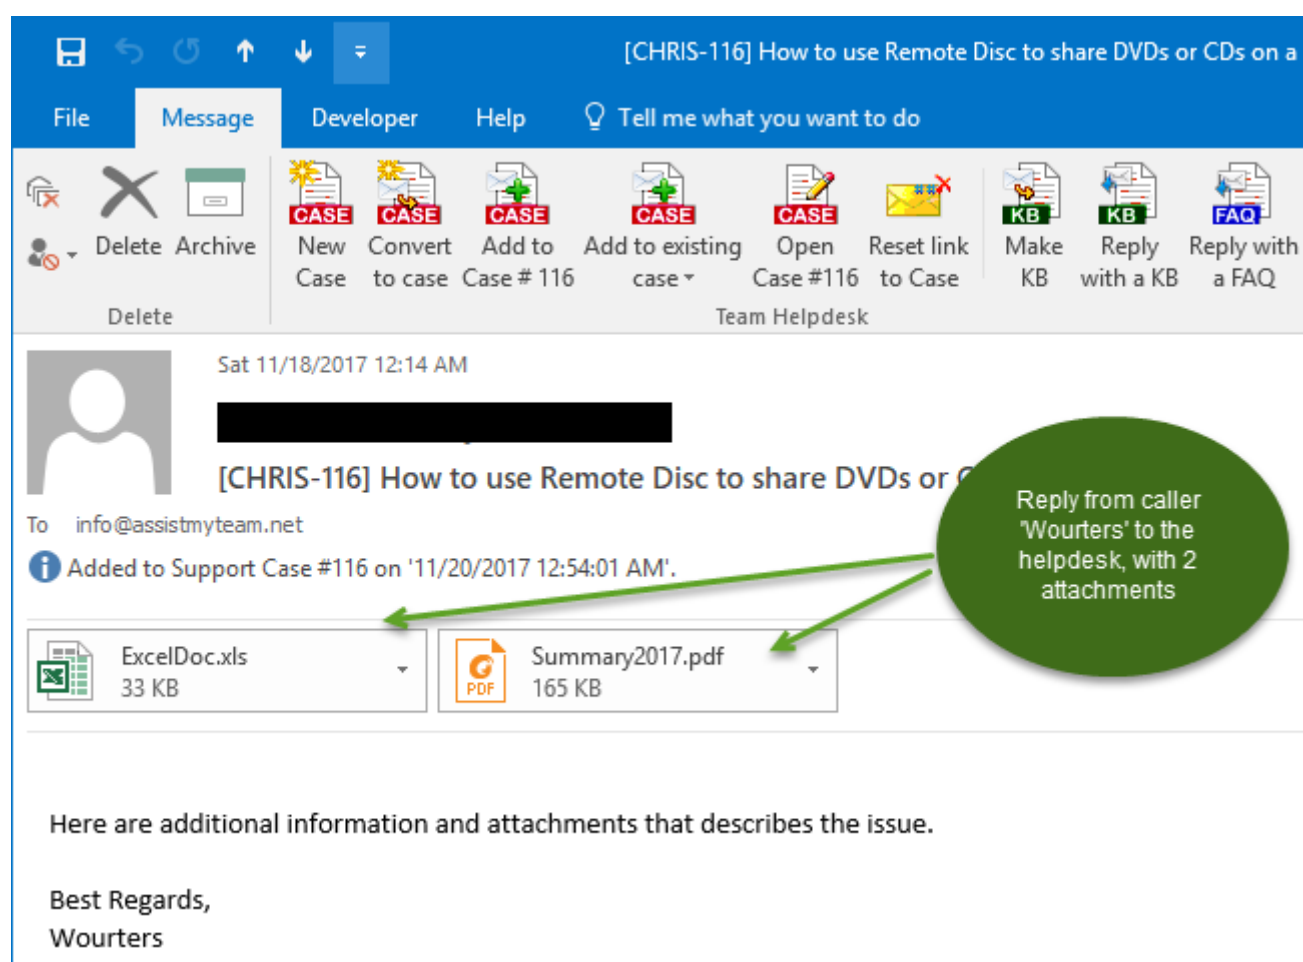 [CHRIS-116] How to use Remote Disc to share DVDs or CDs on a
File Message Developer Help Tell me what you want to do
Delete Archive
CASE New Case
CASE Convert to case
CASE Add to Case # 116
CASE Add to existing case
CASE Open Case #116
Reset link to Case
KB Make KB
KB Reply with a KB
FAQ Reply with a FAQ
Delete Team Helpdesk
Sat 11/18/2017 12:14 AM
[CHRIS-116] How to use Remote Disc to share DVDs or
To info@assistmyteam.net
Added to Support Case #116 on '11/20/2017 12:54:01 AM'.
Reply from caller
'Wourters' to the
helpdesk, with 2
attachments
ExcelDoc.xls
33 KB
PDF
Summary2017.pdf
165 KB
Here are additional information and attachments that describes the issue.
Best Regards,
Wourters